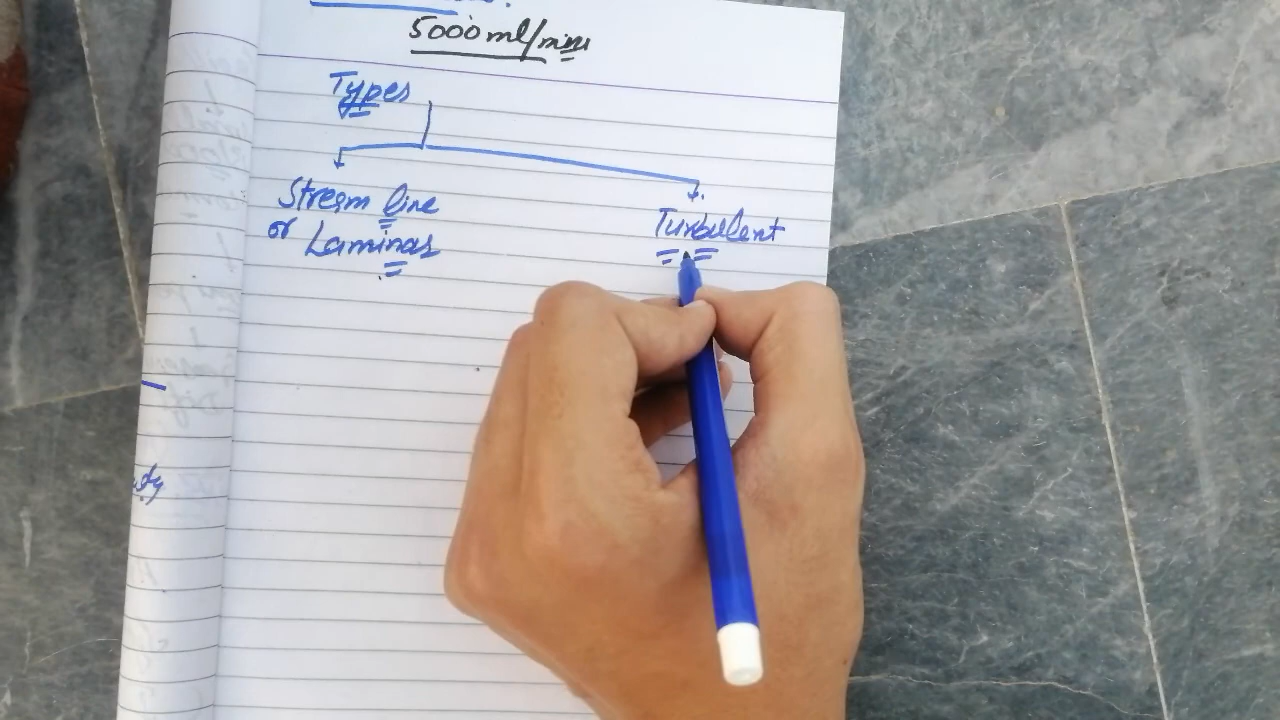 5000 ml/min
Types
Stream line
or Laminar
Turbulent